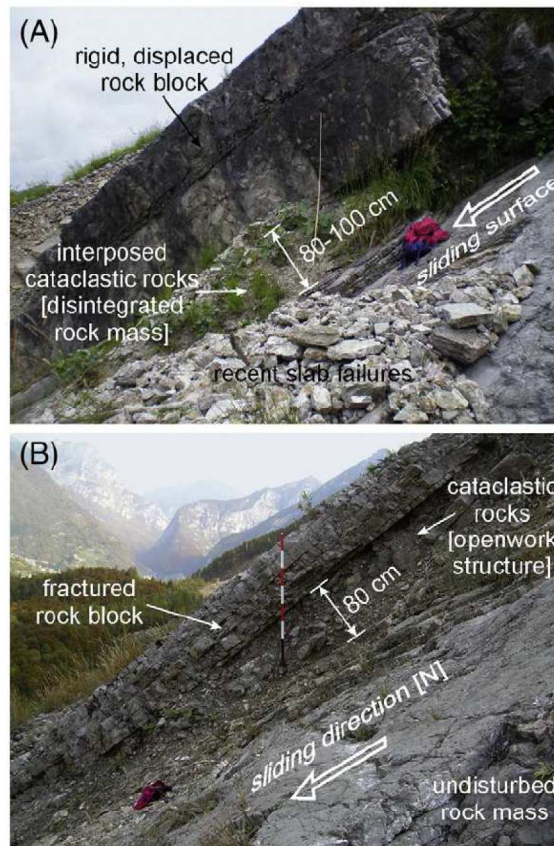 (A)
rigid, displaced
rock block
80-100 cm
sliding surface
interposed
cataclastic rocks
[disintegrated
rock mass]
recent slab failures
(B)
cataclastic
rocks
[openwork
structure]
fractured
rock block
80 cm
sliding direction [N]
undisturbed
rock mass